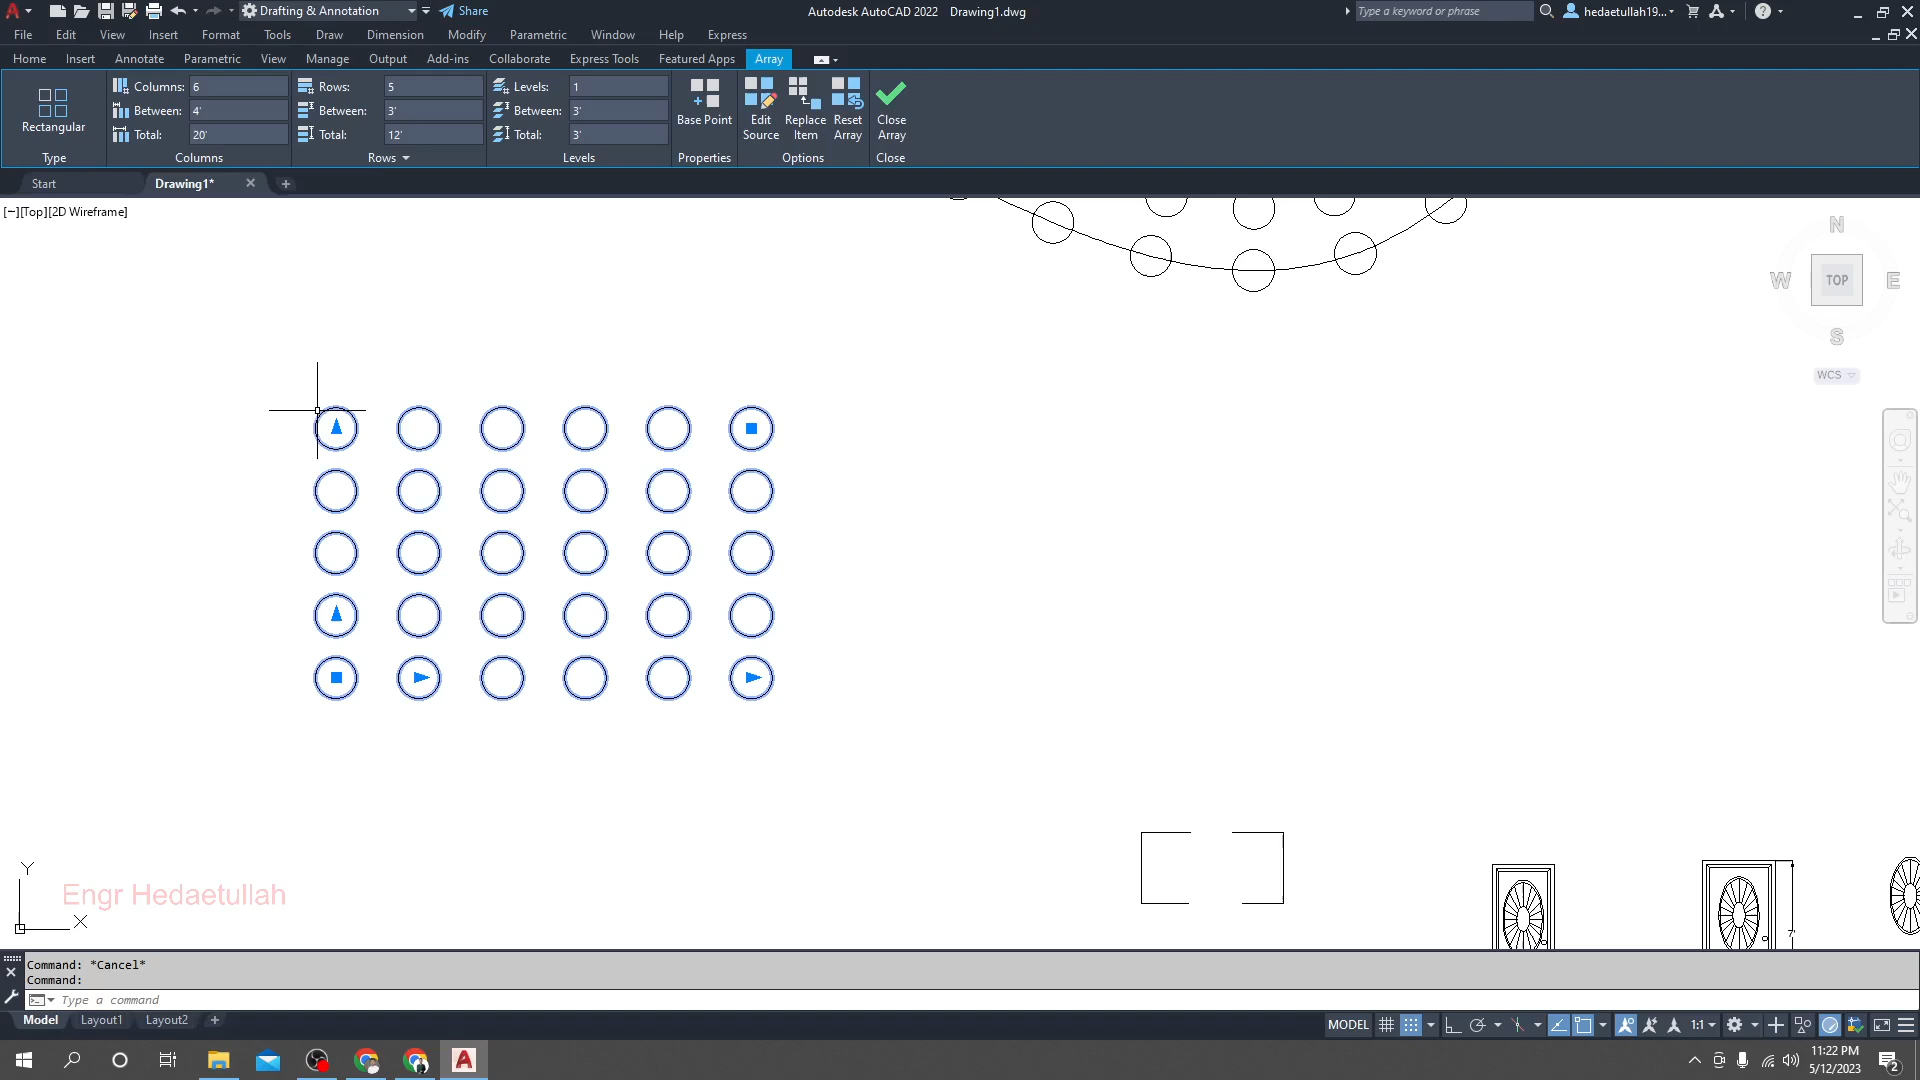 Drafting & Annotation
Share
Autodesk AutoCAD 2022 Drawing1.dwg
Type a keyword or phrase
hedaetullah19...
File Edit View Insert Format Tools Draw Dimension Modify Parametric Window Help Express
Home Insert Annotate Parametric View Manage Output Add-ins Collaborate Express Tools Featured Apps Array
Rectangular
Type
Columns: 6
Between: 4'
Total: 20'
Columns
Rows: 5
Between: 3'
Total: 12'
Rows
Levels: 1
Between: 3'
Total: 3'
Levels
Base Point
Properties
Edit
Source
Replace
Item
Reset
Array
Options
Close
Array
Close
Start
Drawing1*
[−][Top][2D Wireframe]
N
W
TOP
E
S
WCS
7'
Y
X
Engr Hedaetullah
Command: *Cancel*
Command:
Type a command
Model Layout1 Layout2
MODEL
1:1
11:22 PM
5/12/2023
2